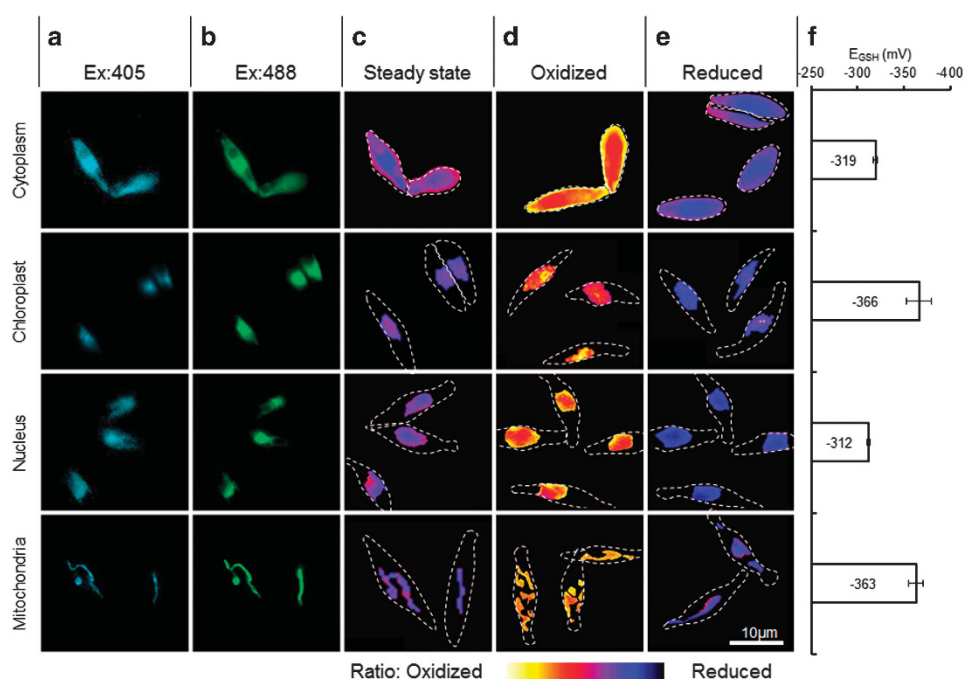 a b c d e f
Ex:405 Ex:488 Steady state Oxidized Reduced
E_GSH (mV)
-250 -300 -350 -400
Cytoplasm
-319
Chloroplast
-366
Nucleus
-312
Mitochondria
-363
10µm
Ratio: Oxidized Reduced